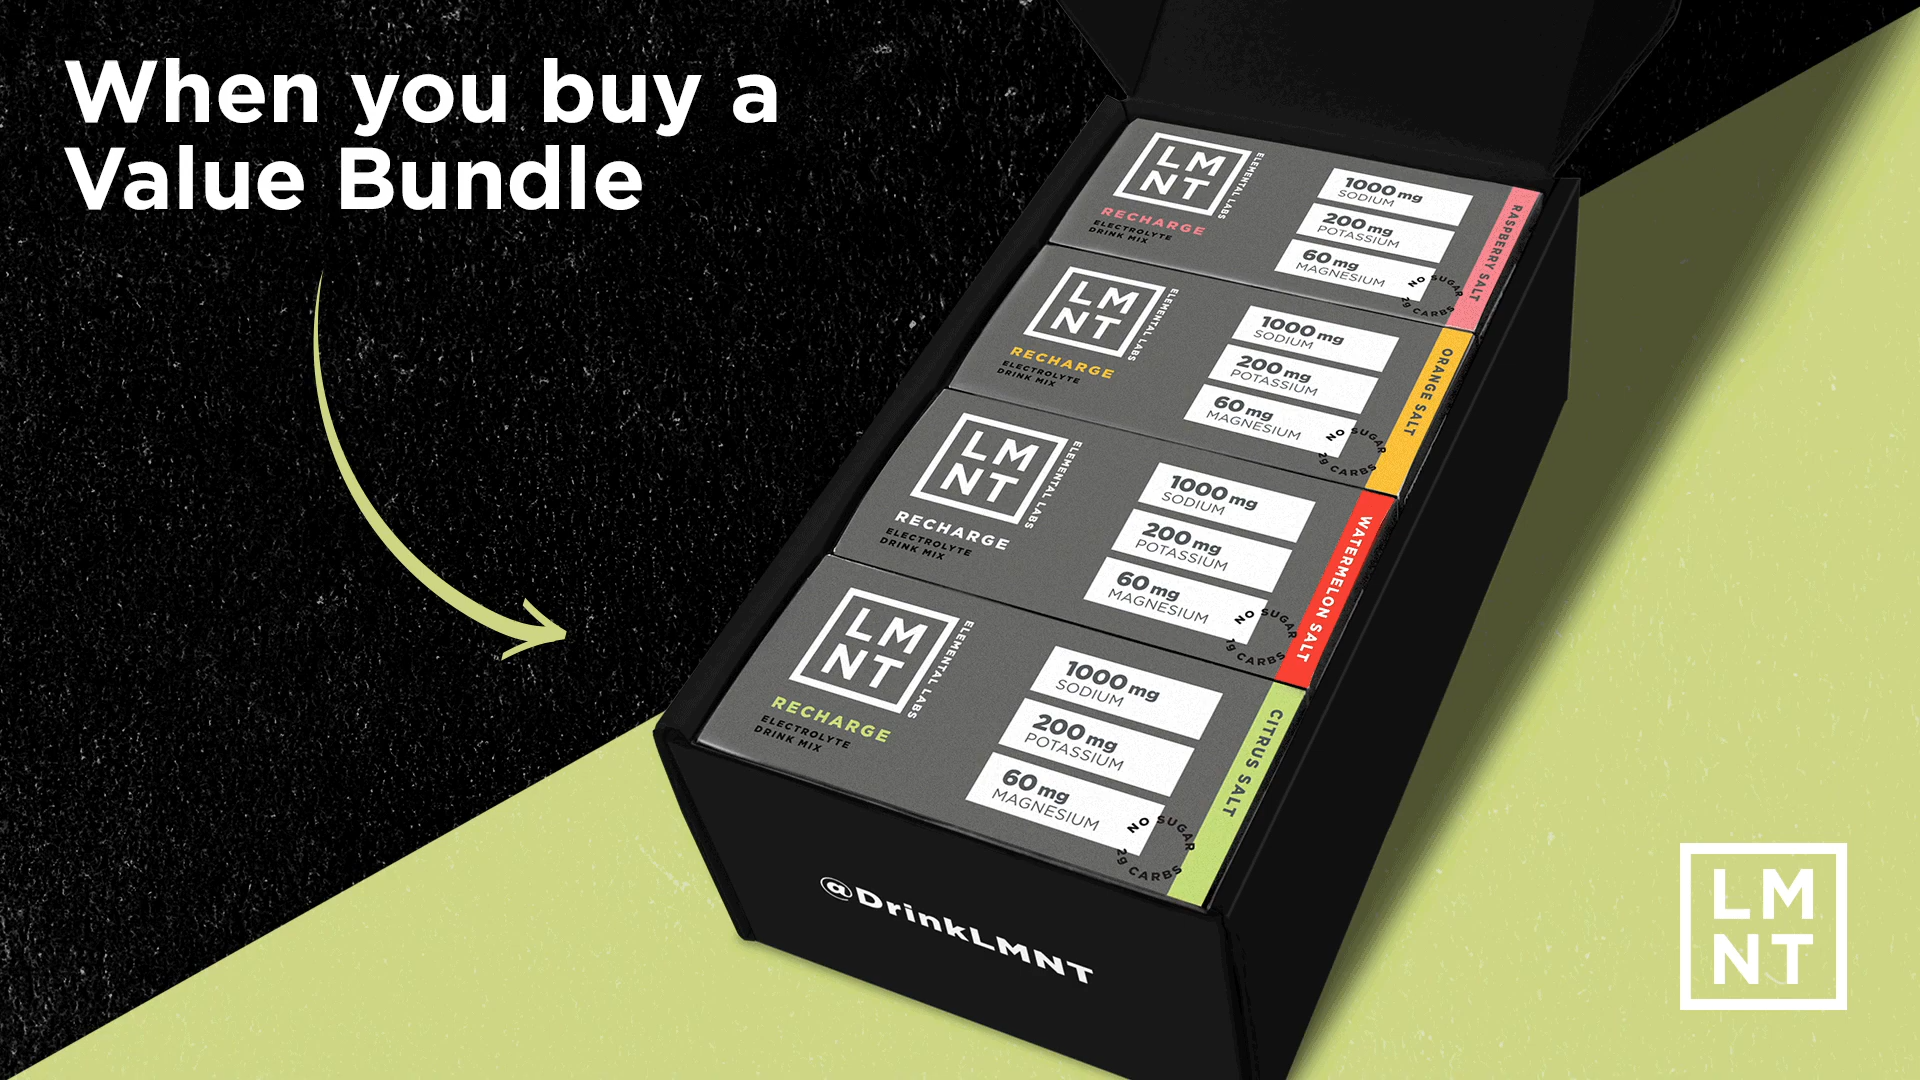 When you buy a
Value Bundle
LM
NT
ELEMENTAL LABS
RECHARGE
ELECTROLYTE
DRINK MIX
1000 mg
SODIUM
200 mg
POTASSIUM
60 mg
MAGNESIUM
NO SUGAR
2g CARBS
RASPBERRY SALT
LM
NT
ELEMENTAL LABS
RECHARGE
ELECTROLYTE
DRINK MIX
1000 mg
SODIUM
200 mg
POTASSIUM
60 mg
MAGNESIUM
NO SUGAR
2g CARBS
ORANGE SALT
LM
NT
ELEMENTAL LABS
RECHARGE
ELECTROLYTE
DRINK MIX
1000 mg
SODIUM
200 mg
POTASSIUM
60 mg
MAGNESIUM
NO SUGAR
1g CARBS
WATERMELON SALT
LM
NT
ELEMENTAL LABS
RECHARGE
ELECTROLYTE
DRINK MIX
1000 mg
SODIUM
200 mg
POTASSIUM
60 mg
MAGNESIUM
NO SUGAR
2g CARBS
CITRUS SALT
@DrinkLMNT
LM
NT